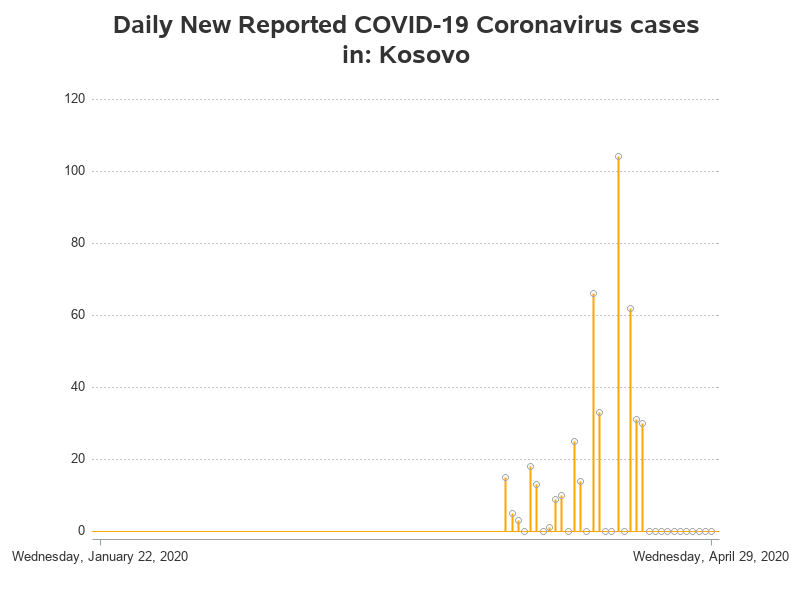 Daily New Reported COVID-19 Coronavirus cases
in: Kosovo
120
100
80
60
40
20
0
Wednesday, January 22, 2020
Wednesday, April 29, 2020